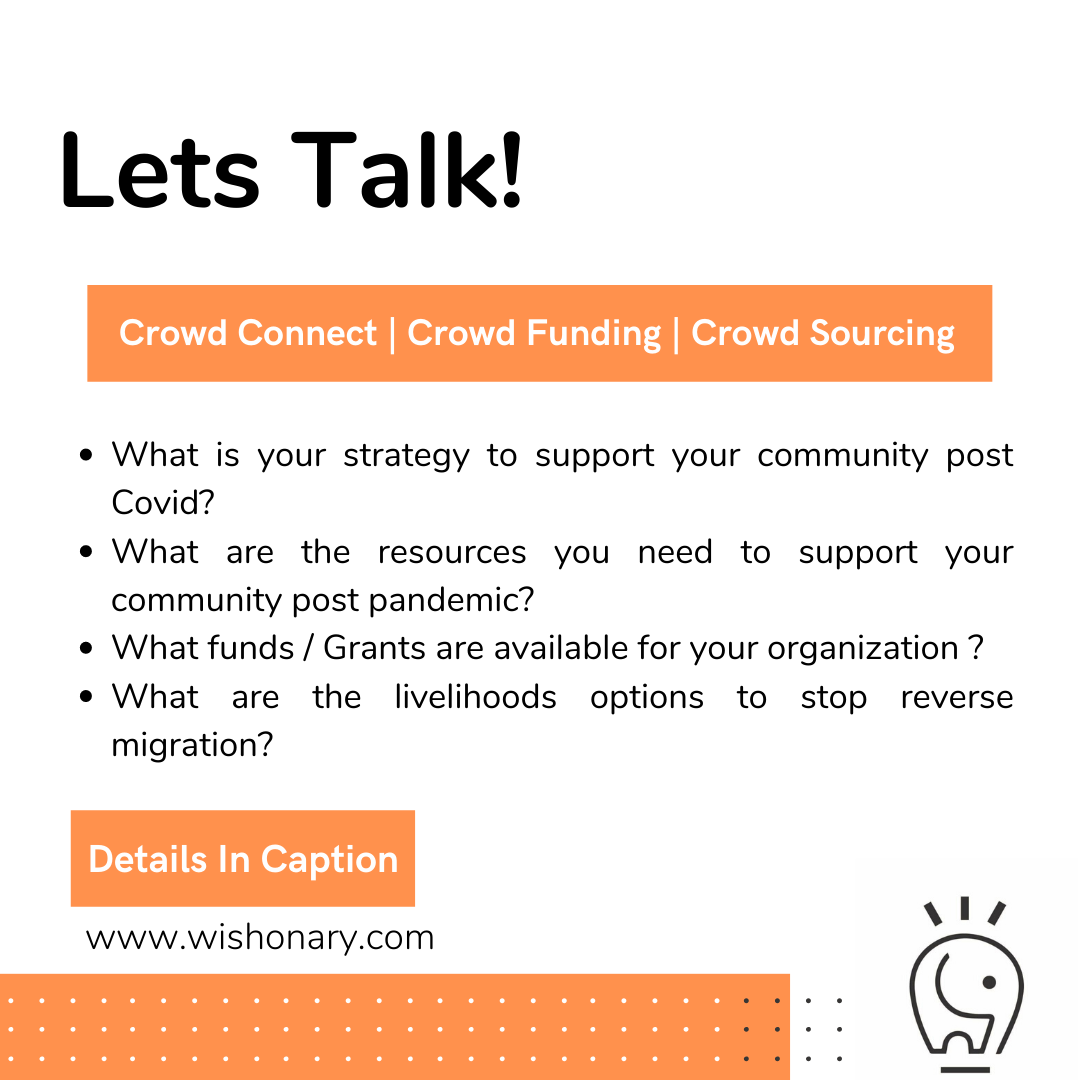 Lets Talk!
Crowd Connect | Crowd Funding | Crowd Sourcing
• What is your strategy to support your community post
Covid?
• What are the resources you need to support your
community post pandemic?
• What funds / Grants are available for your organization ?
• What are the livelihoods options to stop reverse
migration?
Details In Caption
www.wishonary.com